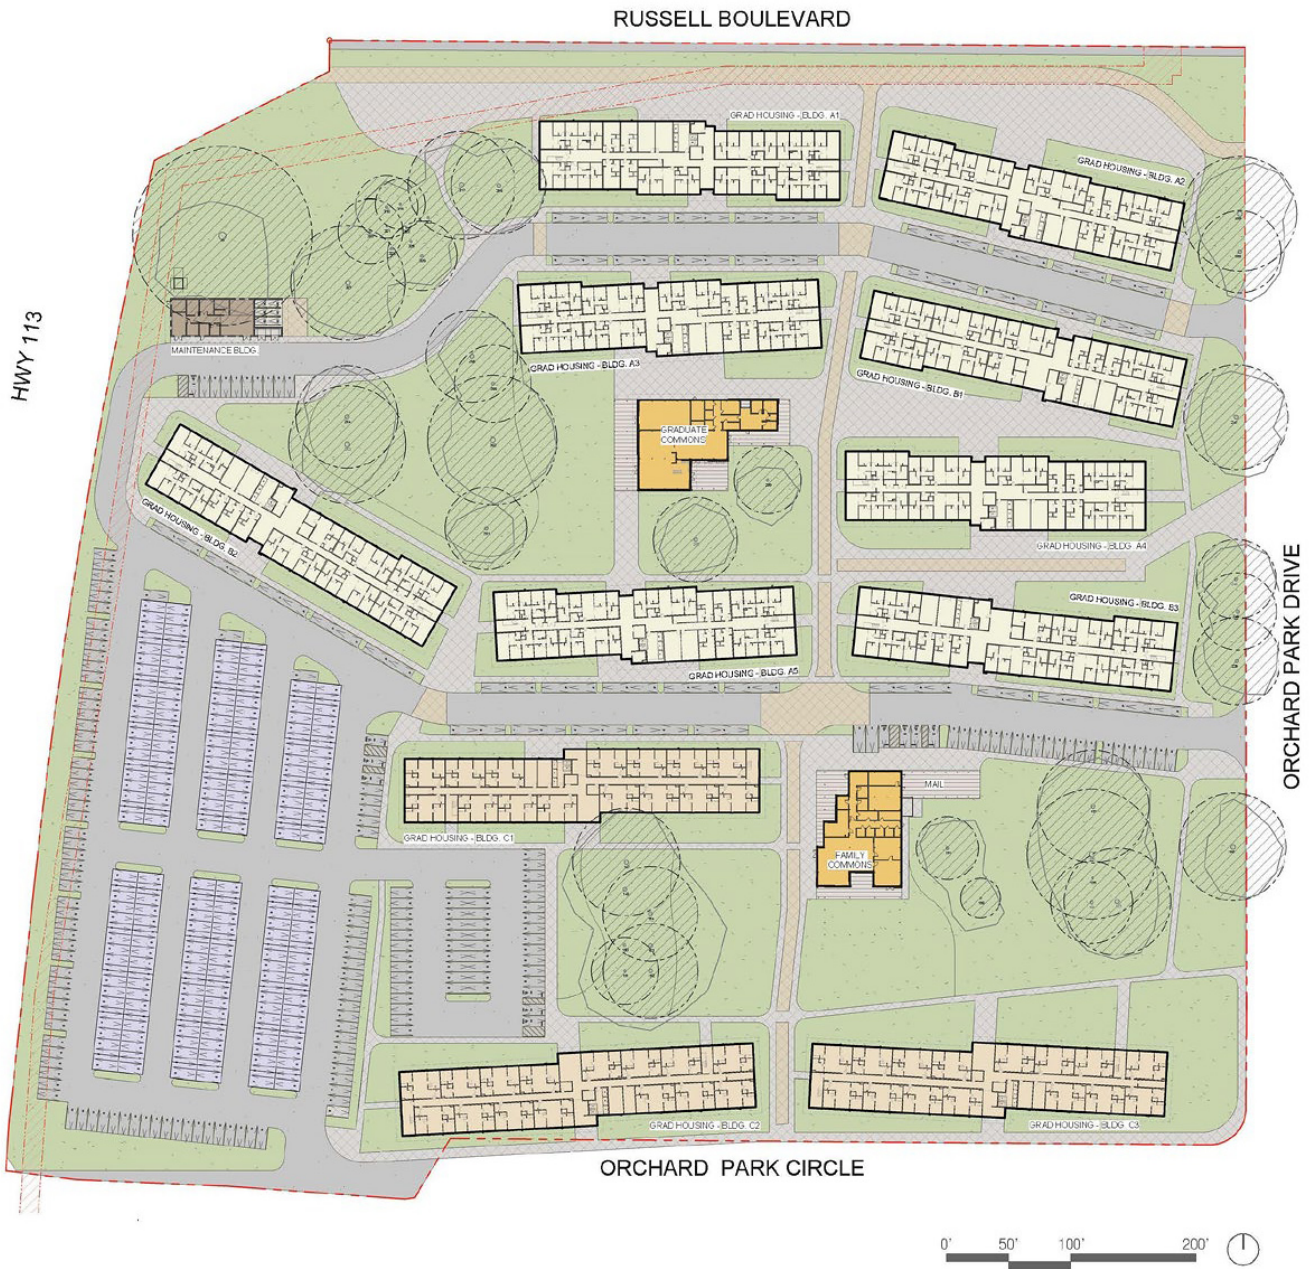 RUSSELL BOULEVARD
GRAD HOUSING - BLDG. A1
GRAD HOUSING - BLDG. A2
HWY 113
MAINTENANCE BLDG.
GRAD HOUSING - BLDG. A3
GRAD HOUSING - BLDG. B1
GRADUATE
COMMONS
GRAD HOUSING - BLDG. B2
GRAD HOUSING - BLDG. A4
ORCHARD PARK DRIVE
GRAD HOUSING - BLDG. B3
GRAD HOUSING - BLDG. A5
MAIL
GRAD HOUSING - BLDG. C1
FAMILY
COMMONS
GRAD HOUSING - BLDG. C2
GRAD HOUSING - BLDG. C3
ORCHARD PARK CIRCLE
0' 50' 100' 200'